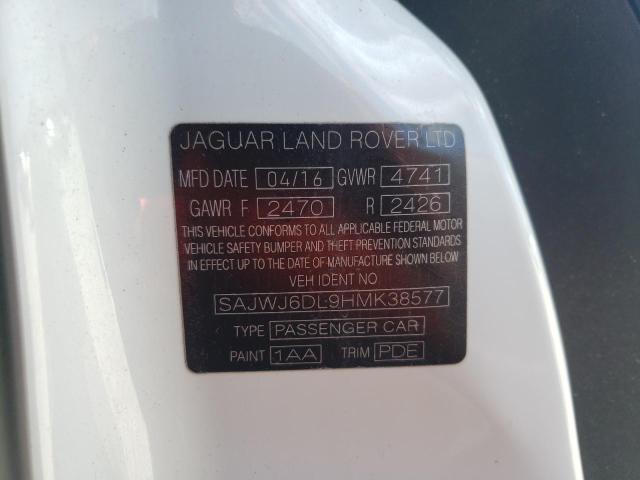 JAGUAR LAND ROVER LTD
MFD DATE 04/16 GVWR 4741
GAWR F 2470 R 2426
THIS VEHICLE CONFORMS TO ALL APPLICABLE FEDERAL MOTOR
VEHICLE SAFETY BUMPER AND THEFT PREVENTION STANDARDS
IN EFFECT UP TO THE DATE OF MANUFACTURE SHOWN BELOW
VEH IDENT NO
SAJWJ6DL9HMK38577
TYPE PASSENGER CAR
PAINT 1AA TRIM PDE